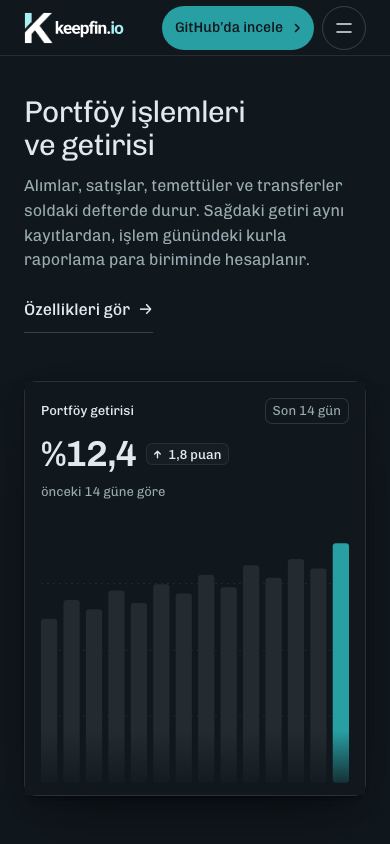 keepfin.io
GitHub'da incele
Portföy işlemleri
ve getirisi
Alımlar, satışlar, temettüler ve transferler
soldaki defterde durur. Sağdaki getiri aynı
kayıtlardan, işlem günündeki kurla
raporlama para biriminde hesaplanır.
Özellikleri gör →
Portföy getirisi
Son 14 gün
%12,4
↑ 1,8 puan
önceki 14 güne göre